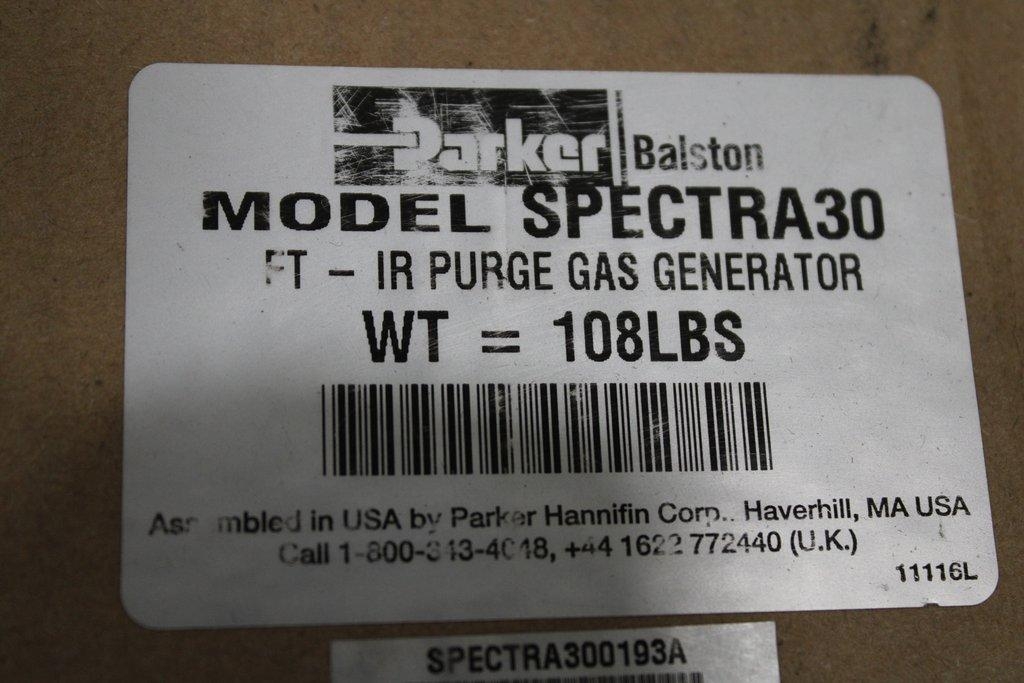 Parker Balston
MODEL SPECTRA30
FT - IR PURGE GAS GENERATOR
WT = 108LBS
Assembled in USA by Parker Hannifin Corp.. Haverhill, MA USA
Call +44 1622 772440 (U.K.)
11116L
SPECTRA300193A